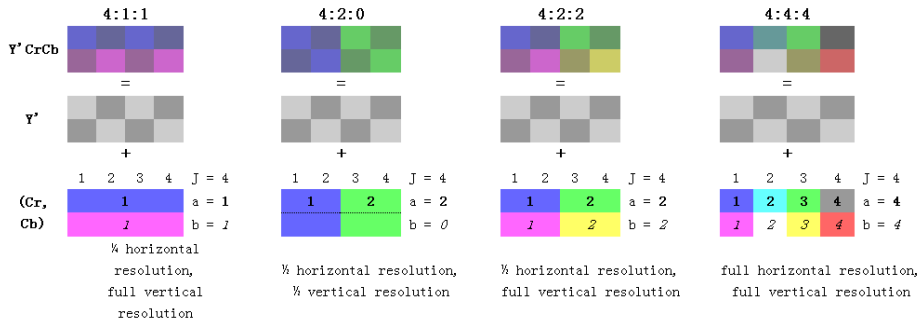 4:1:1 4:2:0 4:2:2 4:4:4
Y'CrCb
= = = =
Y'
+ + + +
1 2 3 4 J = 4 1 2 3 4 J = 4 1 2 3 4 J = 4 1 2 3 4 J = 4
(Cr, 1 a = 1 1 2 a = 2 1 2 a = 2 1 2 3 4 a = 4
Cb) 1 b = 1 b = 0 1 2 b = 2 1 2 3 4 b = 4
¼ horizontal
resolution,
full vertical
resolution
½ horizontal resolution,
½ vertical resolution
½ horizontal resolution,
full vertical resolution
full horizontal resolution,
full vertical resolution